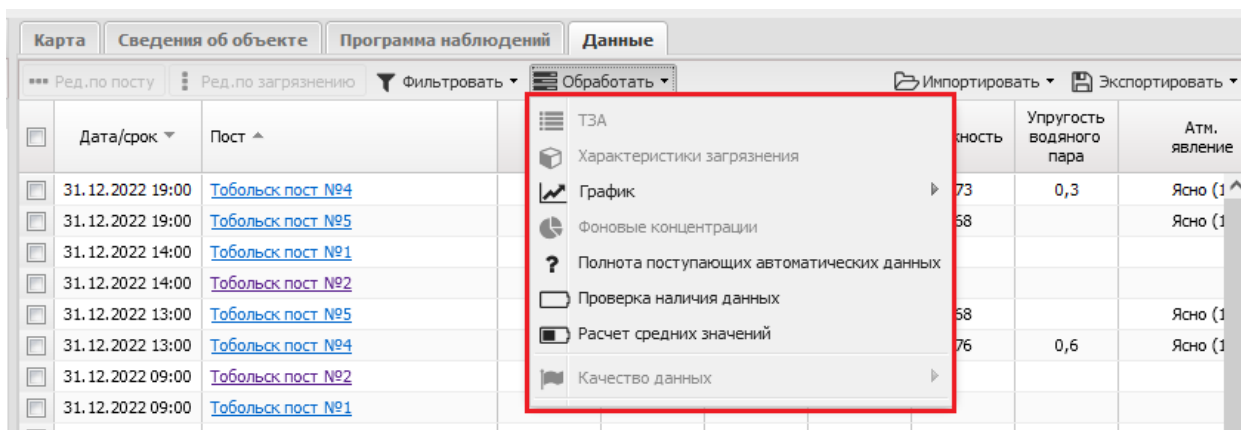 Карта Сведения об объекте Программа наблюдений Данные
Ред.по посту Ред.по загрязнению Фильтровать Обработать Импортировать Экспортировать
Дата/срок Пост Упругость водяного пара Атм. явление
ТЗА
Характеристики загрязнения
График
Фоновые концентрации
? Полнота поступающих автоматических данных
Проверка наличия данных
Расчет средних значений
Качество данных
31.12.2022 19:00 Тобольск пост №4 73 0,3 Ясно (1
31.12.2022 19:00 Тобольск пост №5 68 Ясно (1
31.12.2022 14:00 Тобольск пост №1
31.12.2022 14:00 Тобольск пост №2
31.12.2022 13:00 Тобольск пост №5 68 Ясно (1
31.12.2022 13:00 Тобольск пост №4 76 0,6 Ясно (1
31.12.2022 09:00 Тобольск пост №2
31.12.2022 09:00 Тобольск пост №1